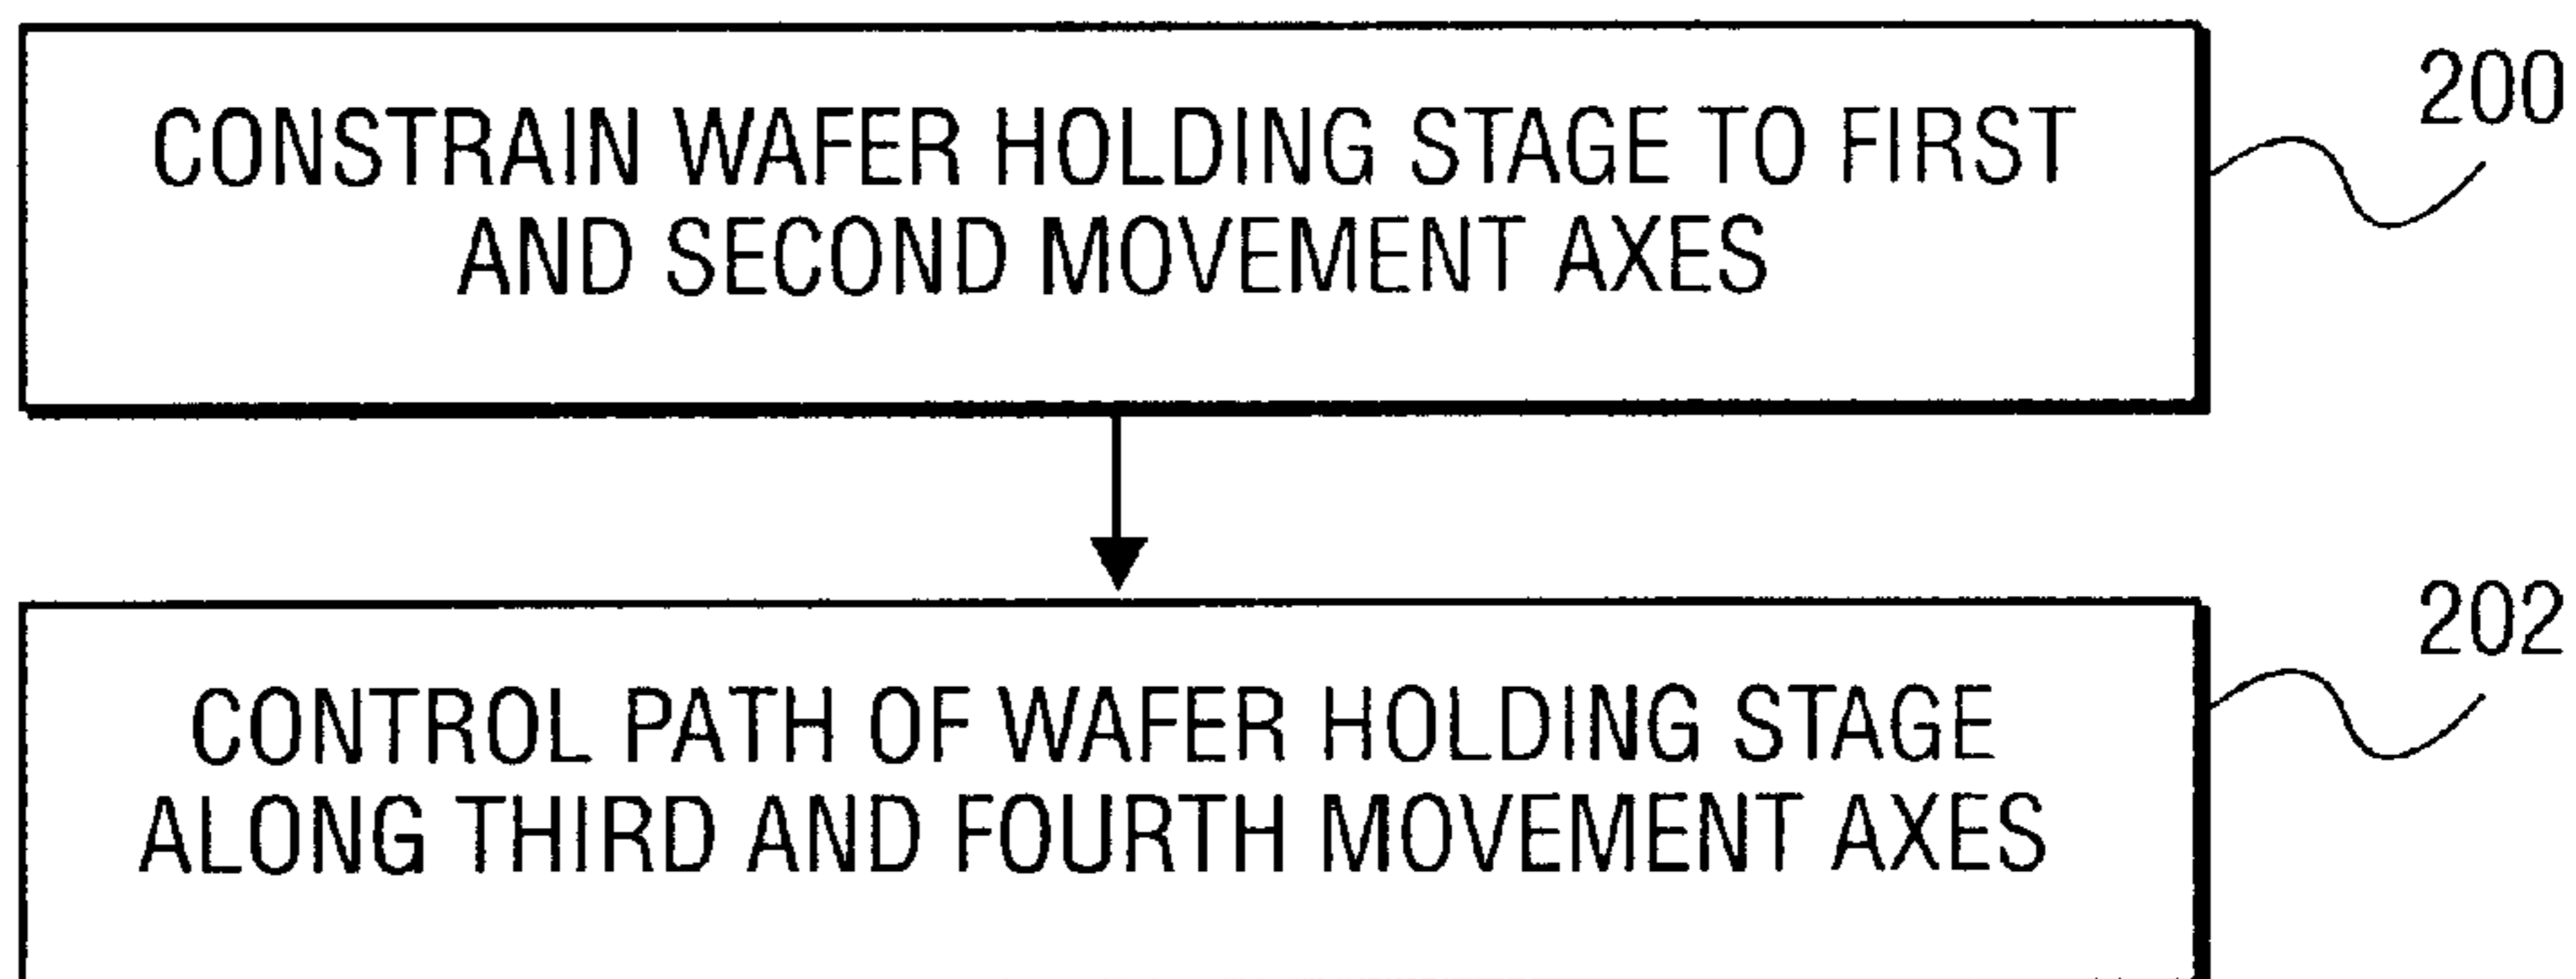 CONSTRAIN WAFER HOLDING STAGE TO FIRST
AND SECOND MOVEMENT AXES
200
CONTROL PATH OF WAFER HOLDING STAGE
ALONG THIRD AND FOURTH MOVEMENT AXES
202